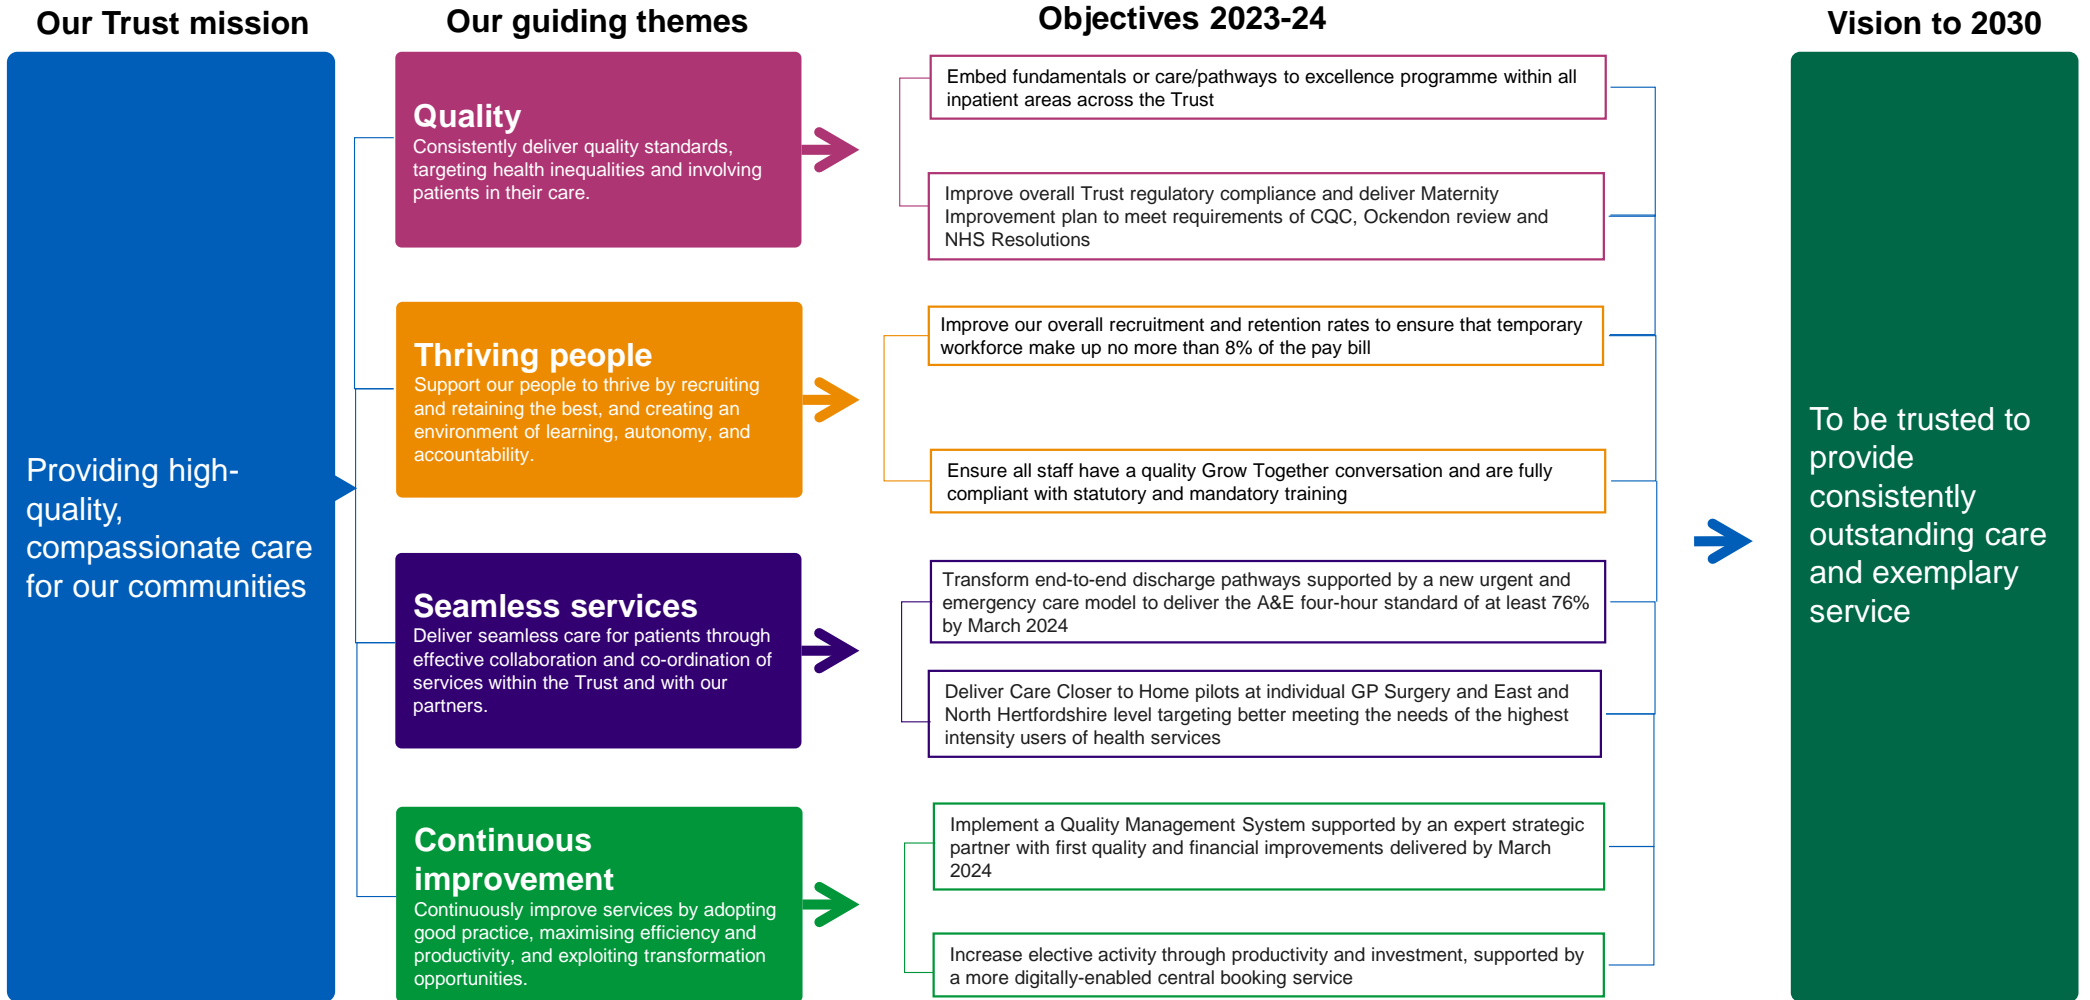 Our Trust mission
Our guiding themes
Objectives 2023-24
Vision to 2030
Providing high-
quality,
compassionate care
for our communities
Quality
Consistently deliver quality standards,
targeting health inequalities and involving
patients in their care.
Embed fundamentals or care/pathways to excellence programme within all
inpatient areas across the Trust
Improve overall Trust regulatory compliance and deliver Maternity
Improvement plan to meet requirements of CQC, Ockendon review and
NHS Resolutions
Thriving people
Support our people to thrive by recruiting
and retaining the best, and creating an
environment of learning, autonomy, and
accountability.
Improve our overall recruitment and retention rates to ensure that temporary
workforce make up no more than 8% of the pay bill
Ensure all staff have a quality Grow Together conversation and are fully
compliant with statutory and mandatory training
Seamless services
Deliver seamless care for patients through
effective collaboration and co-ordination of
services within the Trust and with our
partners.
Transform end-to-end discharge pathways supported by a new urgent and
emergency care model to deliver the A&E four-hour standard of at least 76%
by March 2024
Deliver Care Closer to Home pilots at individual GP Surgery and East and
North Hertfordshire level targeting better meeting the needs of the highest
intensity users of health services
Continuous
improvement
Continuously improve services by adopting
good practice, maximising efficiency and
productivity, and exploiting transformation
opportunities.
Implement a Quality Management System supported by an expert strategic
partner with first quality and financial improvements delivered by March
2024
Increase elective activity through productivity and investment, supported by
a more digitally-enabled central booking service
To be trusted to
provide
consistently
outstanding care
and exemplary
service